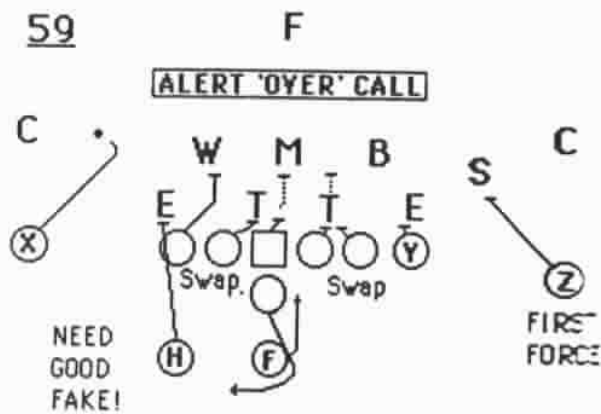 59
F
ALERT 'OVER' CALL
C
W
M
B
C
S
E
T
T
E
X
Y
Swap.
Swap
Z
H
F
NEED
GOOD
FAKE!
FIRST
FORCE